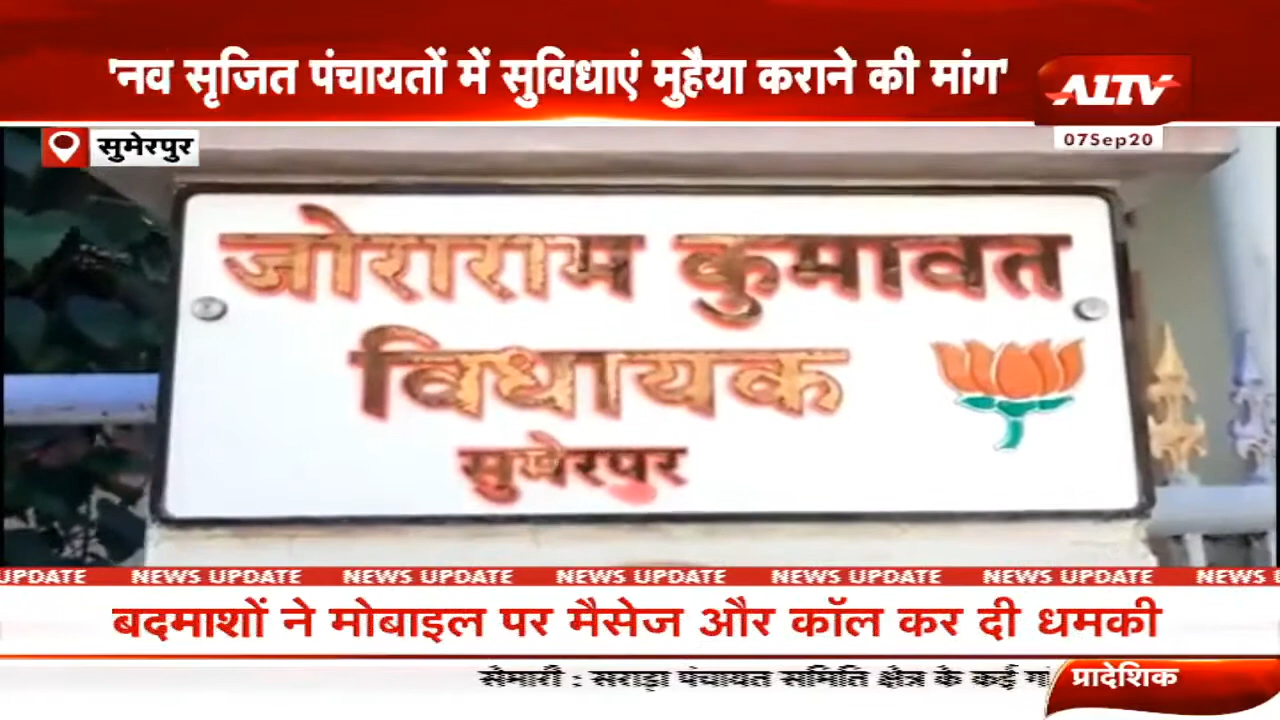 'नव सृजित पंचायतों में सुविधाएं मुहैया कराने की मांग'
ALTV
07Sep20
सुमेरपुर
जोराराम कुमावत
विधायक
सुमेरपुर
UPDATE NEWS UPDATE NEWS UPDATE NEWS UPDATE NEWS UPDATE NEWS UPDATE NEWS
बदमाशों ने मोबाइल पर मैसेज और कॉल कर दी धमकी
सेमारी : सराड़ा पंचायत समिति क्षेत्र के कई
प्रादेशिक